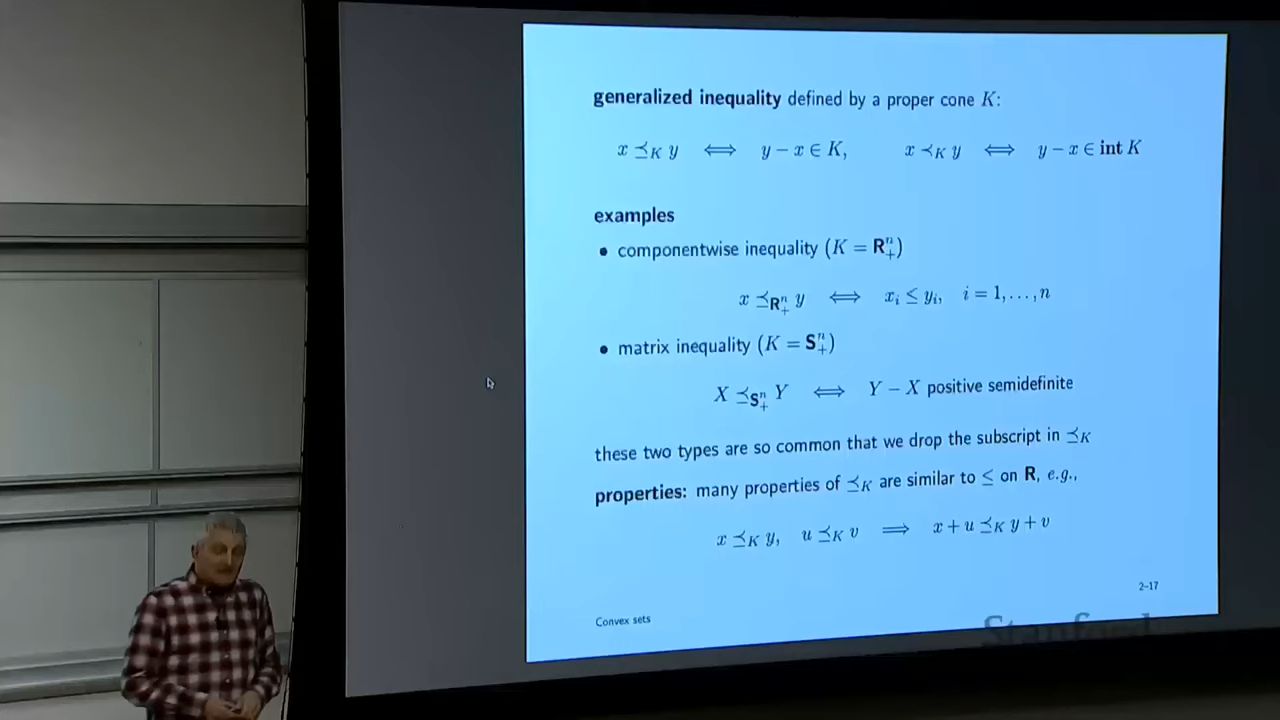 generalized inequality defined by a proper cone K:
x ⪯_K y ⟺ y − x ∈ K, x ≺_K y ⟺ y − x ∈ int K
examples
• componentwise inequality (K = R^n_+)
x ⪯_{R^n_+} y ⟺ x_i ≤ y_i, i = 1, . . . , n
• matrix inequality (K = S^n_+)
X ⪯_{S^n_+} Y ⟺ Y − X positive semidefinite
these two types are so common that we drop the subscript in ⪯_K
properties: many properties of ⪯_K are similar to ≤ on R, e.g.,
x ⪯_K y, u ⪯_K v ⟹ x + u ⪯_K y + v
2–17
Convex sets
Stanford